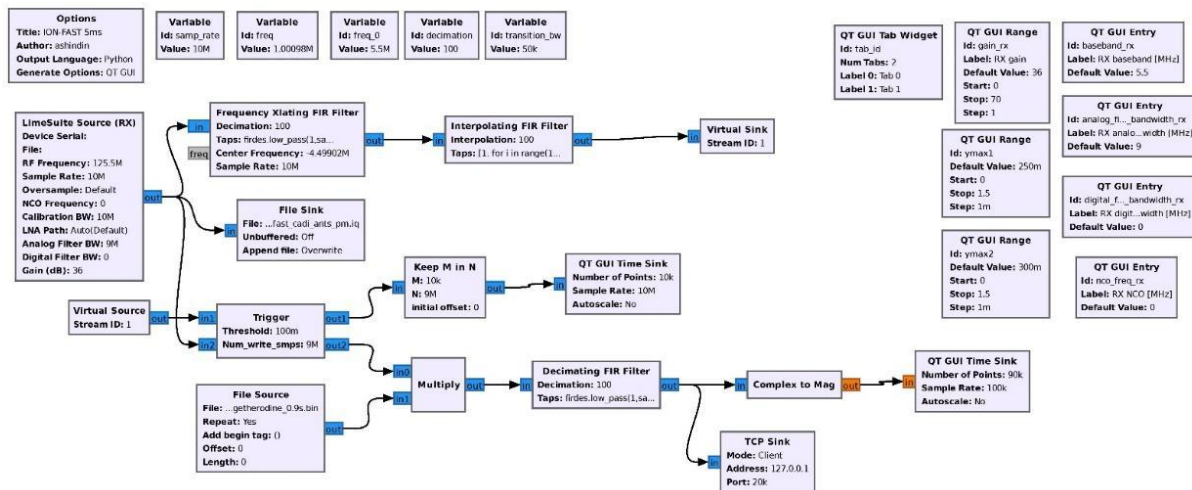 Options
Title: ION-FAST 5ms
Author: ashindin
Output Language: Python
Generate Options: QT GUI
Variable
Id: samp_rate
Value: 10M
Variable
Id: freq
Value: 1.00098M
Variable
Id: freq_0
Value: 5.5M
Variable
Id: decimation
Value: 100
Variable
Id: transition_bw
Value: 50k
QT GUI Tab Widget
Id: tab_id
Num Tabs: 2
Label 0: Tab 0
Label 1: Tab 1
QT GUI Range
Id: gain_rx
Label: RX gain
Default Value: 36
Start: 0
Stop: 70
Step: 1
QT GUI Entry
Id: baseband_rx
Label: RX baseband [MHz]
Default Value: 5.5
QT GUI Entry
Id: analog_fi..._bandwidth_rx
Label: RX analo...width [MHz]
Default Value: 9
QT GUI Range
Id: ymax1
Default Value: 250m
Start: 0
Stop: 1.5
Step: 1m
QT GUI Entry
Id: digital_f..._bandwidth_rx
Label: RX digit...width [MHz]
Default Value: 0
QT GUI Range
Id: ymax2
Default Value: 300m
Start: 0
Stop: 1.5
Step: 1m
QT GUI Entry
Id: nco_freq_rx
Label: RX NCO [MHz]
Default Value: 0
LimeSuite Source (RX)
Device Serial:
File:
RF Frequency: 125.5M
Sample Rate: 10M
Oversample: Default
NCO Frequency: 0
Calibration BW: 10M
LNA Path: Auto(Default)
Analog Filter BW: 9M
Digital Filter BW: 0
Gain (dB): 36
out
in
freq
Frequency Xlating FIR Filter
Decimation: 100
Taps: firdes.low_pass(1,sa...
Center Frequency: -4.49902M
Sample Rate: 10M
out
in
Interpolating FIR Filter
Interpolation: 100
Taps: [1. for i in range(1...
out
in
Virtual Sink
Stream ID: 1
in
File Sink
File: ...fast_cadi_ants_pm.iq
Unbuffered: Off
Append file: Overwrite
Virtual Source
Stream ID: 1
out
in1
in2
Trigger
Threshold: 100m
Num_write_smps: 9M
out1
out2
in
Keep M in N
M: 10k
N: 9M
initial offset: 0
out
in
QT GUI Time Sink
Number of Points: 10k
Sample Rate: 10M
Autoscale: No
File Source
File: ...getherodine_0.9s.bin
Repeat: Yes
Add begin tag: ()
Offset: 0
Length: 0
out
in0
in1
Multiply
out
in
Decimating FIR Filter
Decimation: 100
Taps: firdes.low_pass(1,sa...
out
in
Complex to Mag
out
in
QT GUI Time Sink
Number of Points: 90k
Sample Rate: 100k
Autoscale: No
in
TCP Sink
Mode: Client
Address: 127.0.0.1
Port: 20k